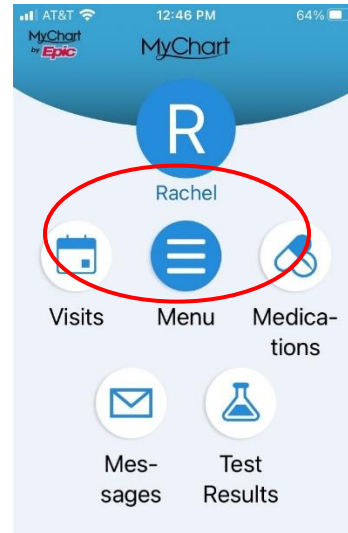 AT&T 12:46 PM 64%
MyChart
by Epic
MyChart
R
Rachel
Visits Menu Medica-
tions
Mes-
sages
Test
Results